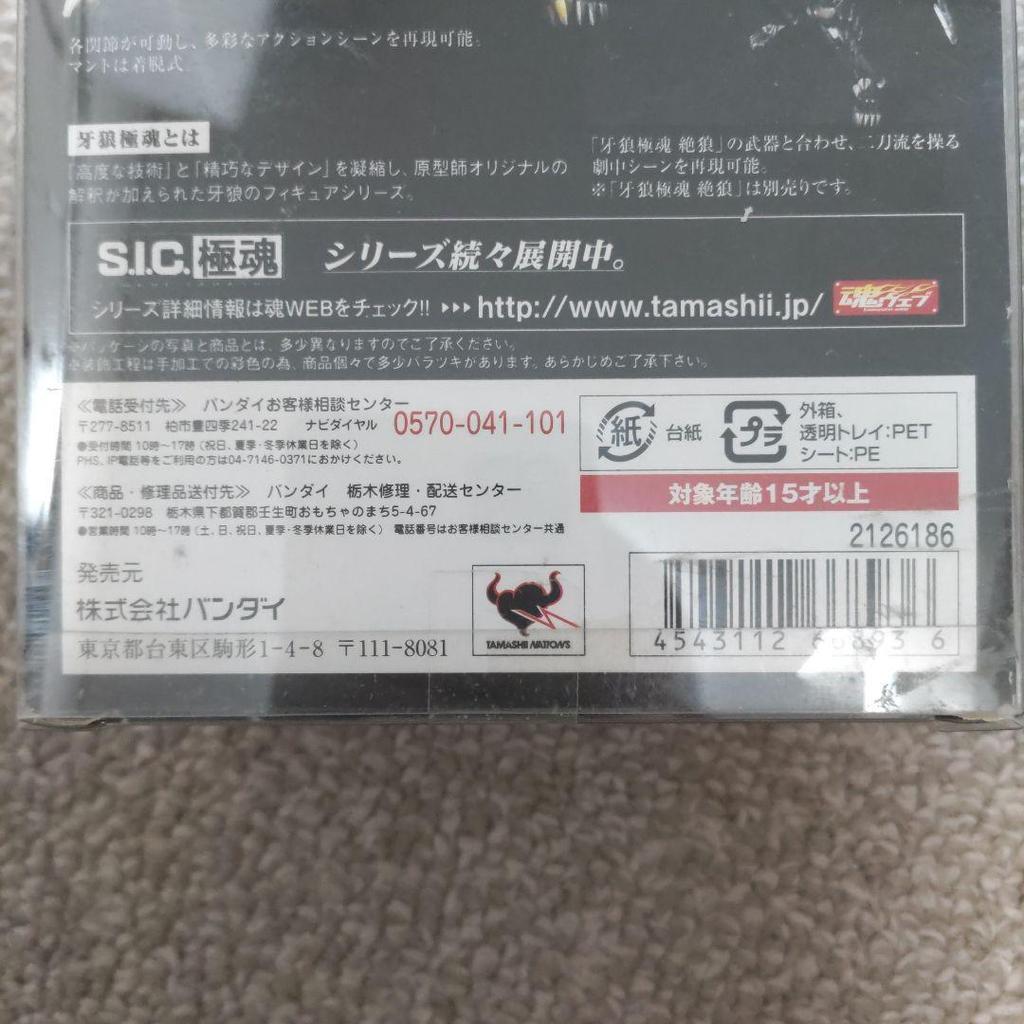 各関節が可動し、多彩なアクションシーンを再現可能。
マントは着脱式。
牙狼極魂とは
「高度な技術」と「精巧なデザイン」を凝縮し、原型師オリジナルの
解釈が加えられた牙狼のフィギュアシリーズ。
「牙狼極魂 絶狼」の武器と合わせ、二刀流を操る
劇中シーンを再現可能。
※「牙狼極魂 絶狼」は別売りです。
S.I.C.極魂 シリーズ続々展開中。
シリーズ詳細情報は魂WEBをチェック!! ▸▸▸ http://www.tamashii.jp/ 魂ウェブ
※パッケージの写真と商品とは、多少異なりますのでご了承ください。
※装飾工程は手加工での彩色の為、商品個々で多少バラツキがあります。あらかじめご了承下さい。
≪電話受付先≫ バンダイお客様相談センター
〒277-8511 柏市豊四季241-22 ナビダイヤル 0570-041-101
●受付時間 10時〜17時(祝日、夏季・冬季休業日を除く)
PHS、IP電話等をご利用の方は04-7146-0371におかけください。
≪商品・修理品送付先≫ バンダイ 栃木修理・配送センター
〒321-0298 栃木県下都賀郡壬生町おもちゃのまち5-4-67
●営業時間 10時〜17時(土、日、祝日、夏季・冬季休業日を除く) 電話番号はお客様相談センター共通
発売元
株式会社バンダイ
東京都台東区駒形1-4-8 〒111-8081
TAMASHII NATIONS
紙 台紙
プラ 外箱、
透明トレイ:PET
シート:PE
対象年齢15才以上
2126186
4543112 66893 6